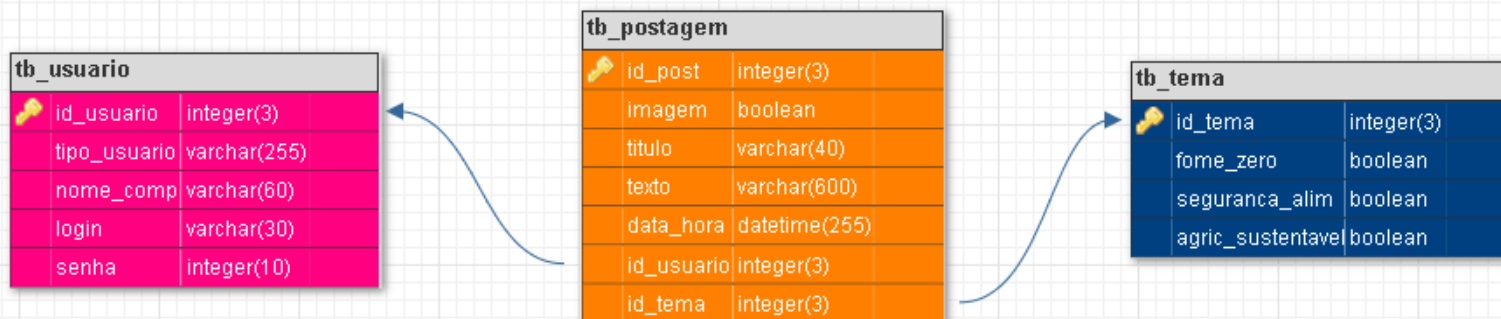 tb_usuario
id_usuario integer(3)
tipo_usuario varchar(255)
nome_comp varchar(60)
login varchar(30)
senha integer(10)
tb_postagem
id_post integer(3)
imagem boolean
titulo varchar(40)
texto varchar(600)
data_hora datetime(255)
id_usuario integer(3)
id_tema integer(3)
tb_tema
id_tema integer(3)
fome_zero boolean
seguranca_alim boolean
agric_sustentavel boolean